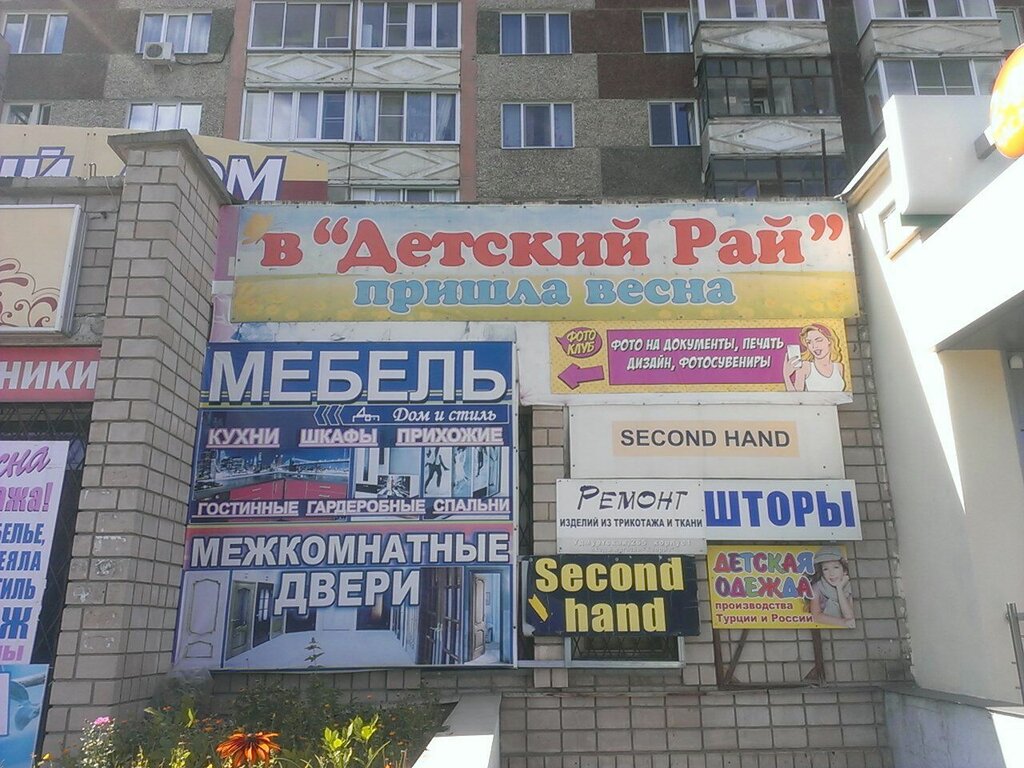 в “Детский Рай”
пришла весна
МЕБЕЛЬ
Дом и стиль
КУХНИ ШКАФЫ ПРИХОЖИЕ
ГОСТИННЫЕ ГАРДЕРОБНЫЕ СПАЛЬНИ
МЕЖКОМНАТНЫЕ
ДВЕРИ
ФОТО
КЛУБ
ФОТО НА ДОКУМЕНТЫ, ПЕЧАТЬ
ДИЗАЙН, ФОТОСУВЕНИРЫ
SECOND HAND
РЕМОНТ
ИЗДЕЛИЙ ИЗ ТРИКОТАЖА И ТКАНИ
ШТОРЫ
Second
hand
ДЕТСКАЯ
ОДЕЖДА
производства
Турции и России